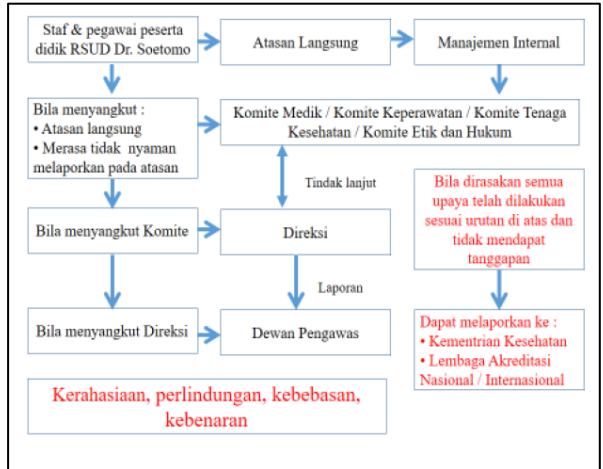 Staf & pegawai peserta
didik RSUD Dr. Soetomo
Atasan Langsung
Manajemen Internal
Bila menyangkut :
• Atasan langsung
• Merasa tidak nyaman
melaporkan pada atasan
Komite Medik / Komite Keperawatan / Komite Tenaga
Kesehatan / Komite Etik dan Hukum
Tindak lanjut
Bila dirasakan semua
upaya telah dilakukan
sesuai urutan di atas dan
tidak mendapat
tanggapan
Bila menyangkut Komite
Direksi
Laporan
Bila menyangkut Direksi
Dewan Pengawas
Dapat melaporkan ke :
• Kementrian Kesehatan
• Lembaga Akreditasi
Nasional / Internasional
Kerahasiaan, perlindungan, kebebasan,
kebenaran